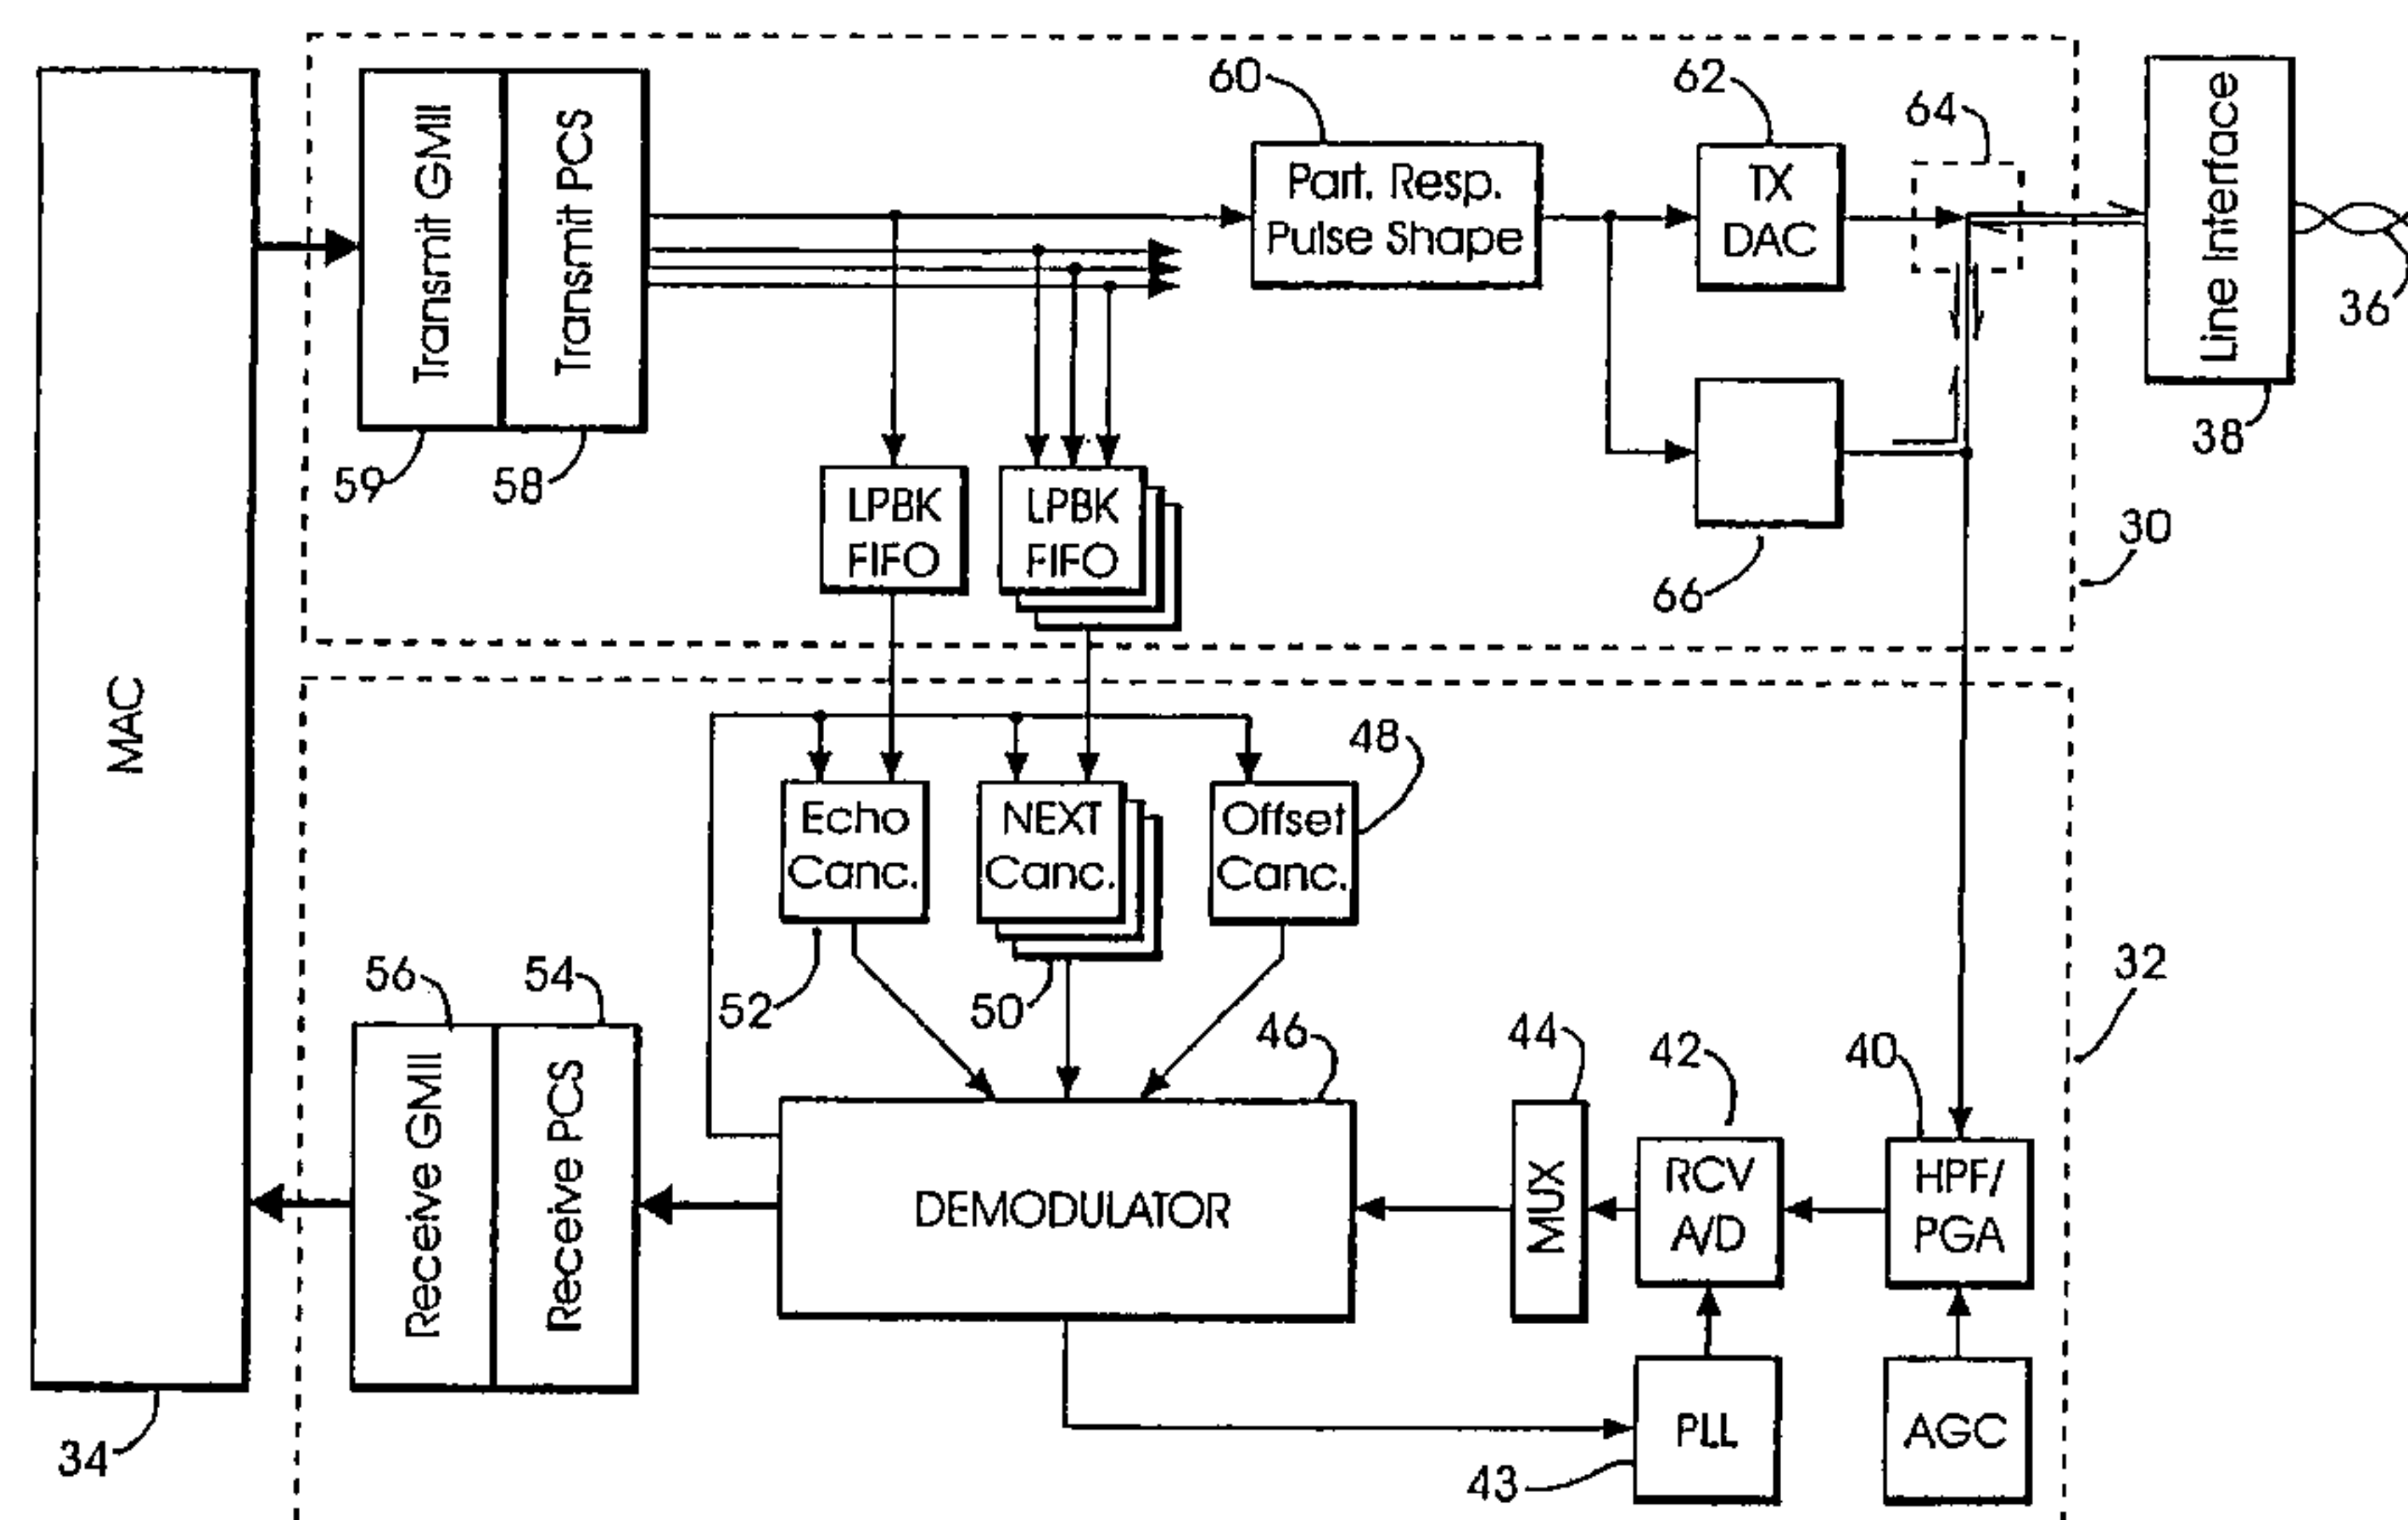 60
62
64
Transmit GMII
Transmit PCS
Part. Resp.
Pulse Shape
TX
DAC
Line Interface
36
38
59
58
LPBK
FIFO
LPBK
FIFO
66
30
MAC
48
Echo
Canc.
NEXT
Canc.
Offset
Canc.
52
50
56
54
46
44
42
40
32
Receive GMII
Receive PCS
DEMODULATOR
MUX
RCV
A/D
HPF/
PGA
34
43
PLL
AGC